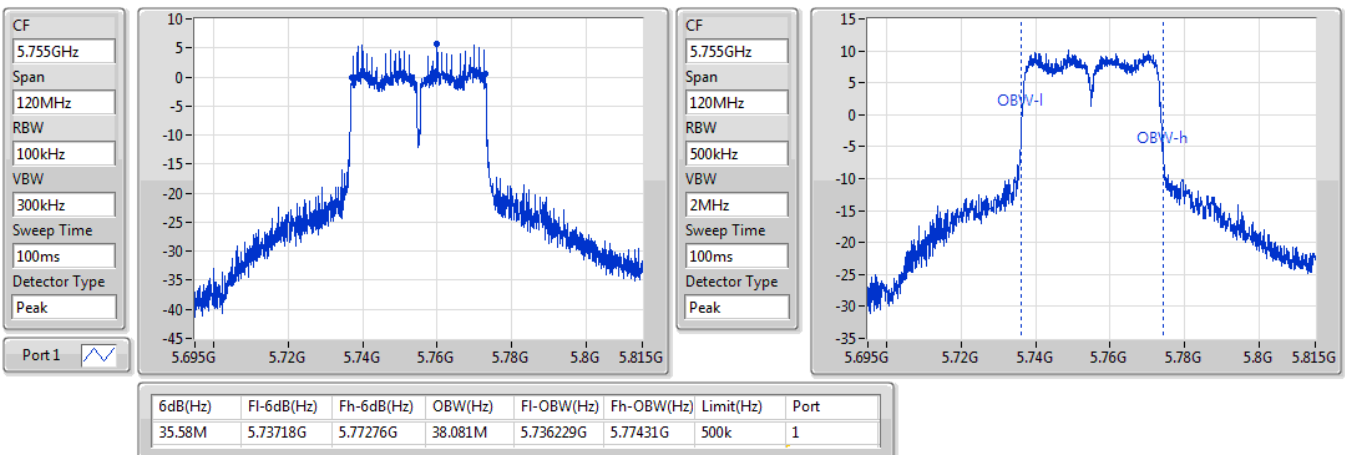 CF
5.755GHz
Span
120MHz
RBW
100kHz
VBW
300kHz
Sweep Time
100ms
Detector Type
Peak
Port 1
10
5
0
-5
-10
-15
-20
-25
-30
-35
-40
-45
5.695G 5.72G 5.74G 5.76G 5.78G 5.8G 5.815G
CF
5.755GHz
Span
120MHz
RBW
500kHz
VBW
2MHz
Sweep Time
100ms
Detector Type
Peak
15
10
5
0
-5
-10
-15
-20
-25
-30
-35
OBW-l
OBW-h
5.695G 5.72G 5.74G 5.76G 5.78G 5.8G 5.815G
6dB(Hz) Fl-6dB(Hz) Fh-6dB(Hz) OBW(Hz) Fl-OBW(Hz) Fh-OBW(Hz) Limit(Hz) Port
35.58M 5.73718G 5.77276G 38.081M 5.736229G 5.77431G 500k 1